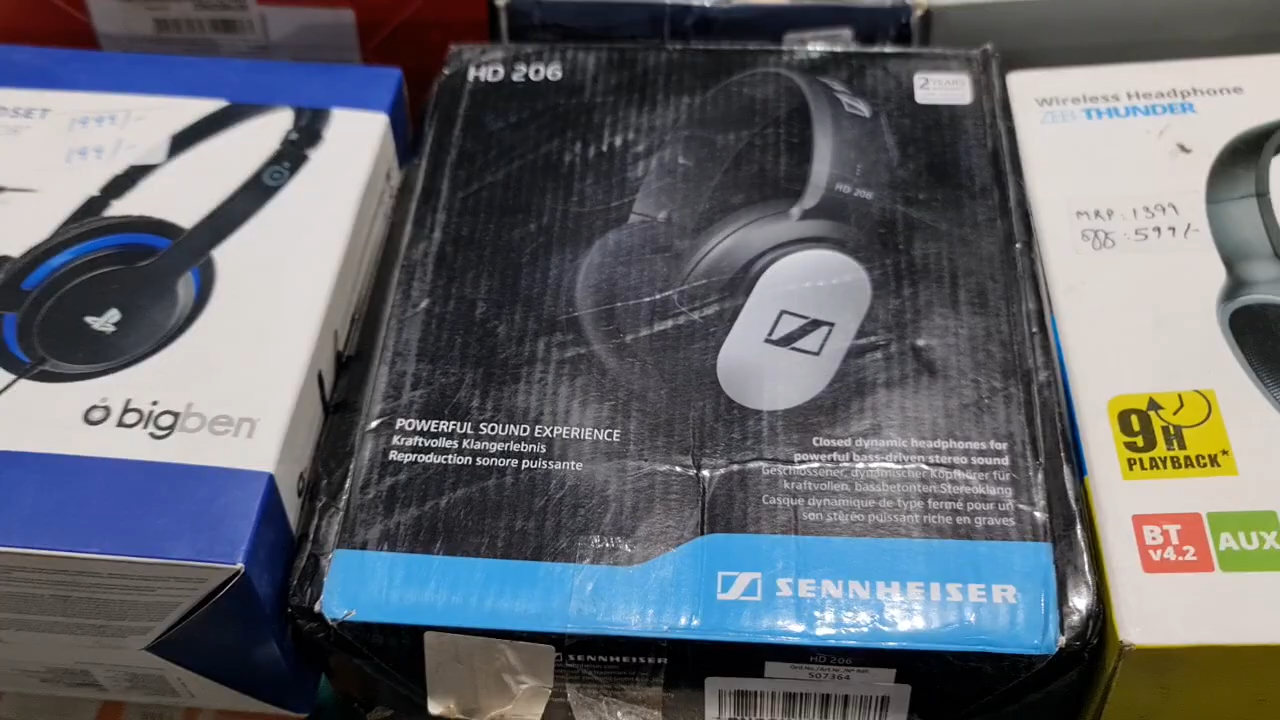 HD 206
2 YEARS
DSET
1999/-
199/-
bigben
HD 206
POWERFUL SOUND EXPERIENCE
Kraftvolles Klangerlebnis
Reproduction sonore puissante
Closed dynamic headphones for
powerful bass-driven stereo sound
Geschlossener, dynamischer Kopfhörer für
kraftvollen, bassbetonten Stereoklang
Casque dynamique de type fermé pour un
son stéréo puissant riche en graves
SENNHEISER
SENNHEISER
HD 206
507364
Wireless Headphone
ZEB THUNDER
MRP: 1399
: 599/-
9H
PLAYBACK*
BT
v4.2
AUX